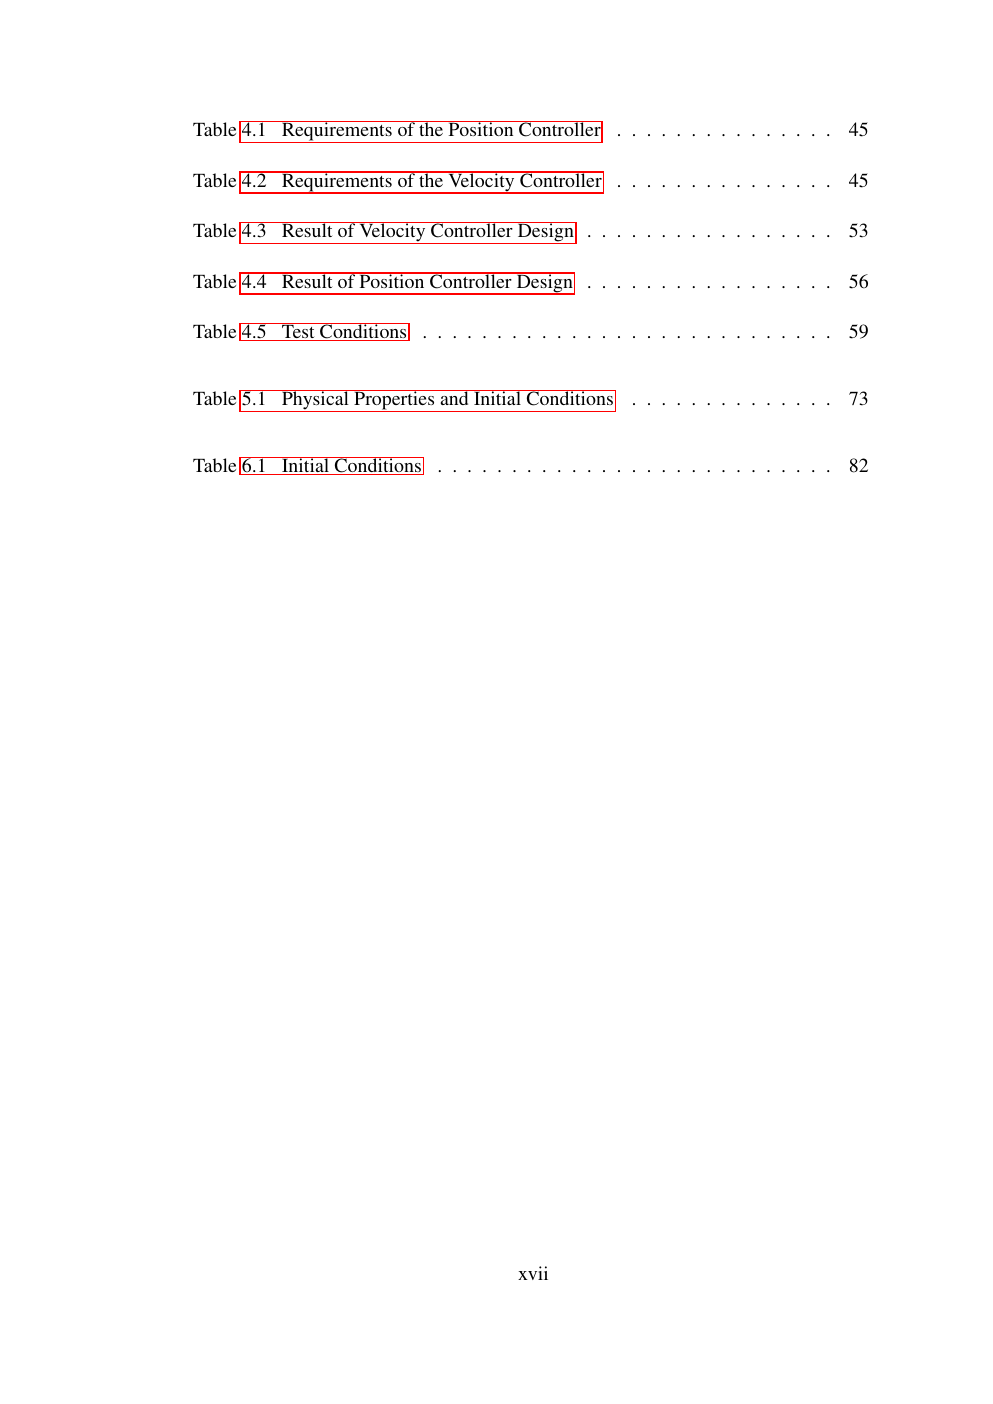 Table 4.1 Requirements of the Position Controller . . . . . . . . . . . . . . . 45
Table 4.2 Requirements of the Velocity Controller . . . . . . . . . . . . . . . 45
Table 4.3 Result of Velocity Controller Design . . . . . . . . . . . . . . . . . 53
Table 4.4 Result of Position Controller Design . . . . . . . . . . . . . . . . . 56
Table 4.5 Test Conditions . . . . . . . . . . . . . . . . . . . . . . . . . . . . 59
Table 5.1 Physical Properties and Initial Conditions . . . . . . . . . . . . . . 73
Table 6.1 Initial Conditions . . . . . . . . . . . . . . . . . . . . . . . . . . . 82
xvii